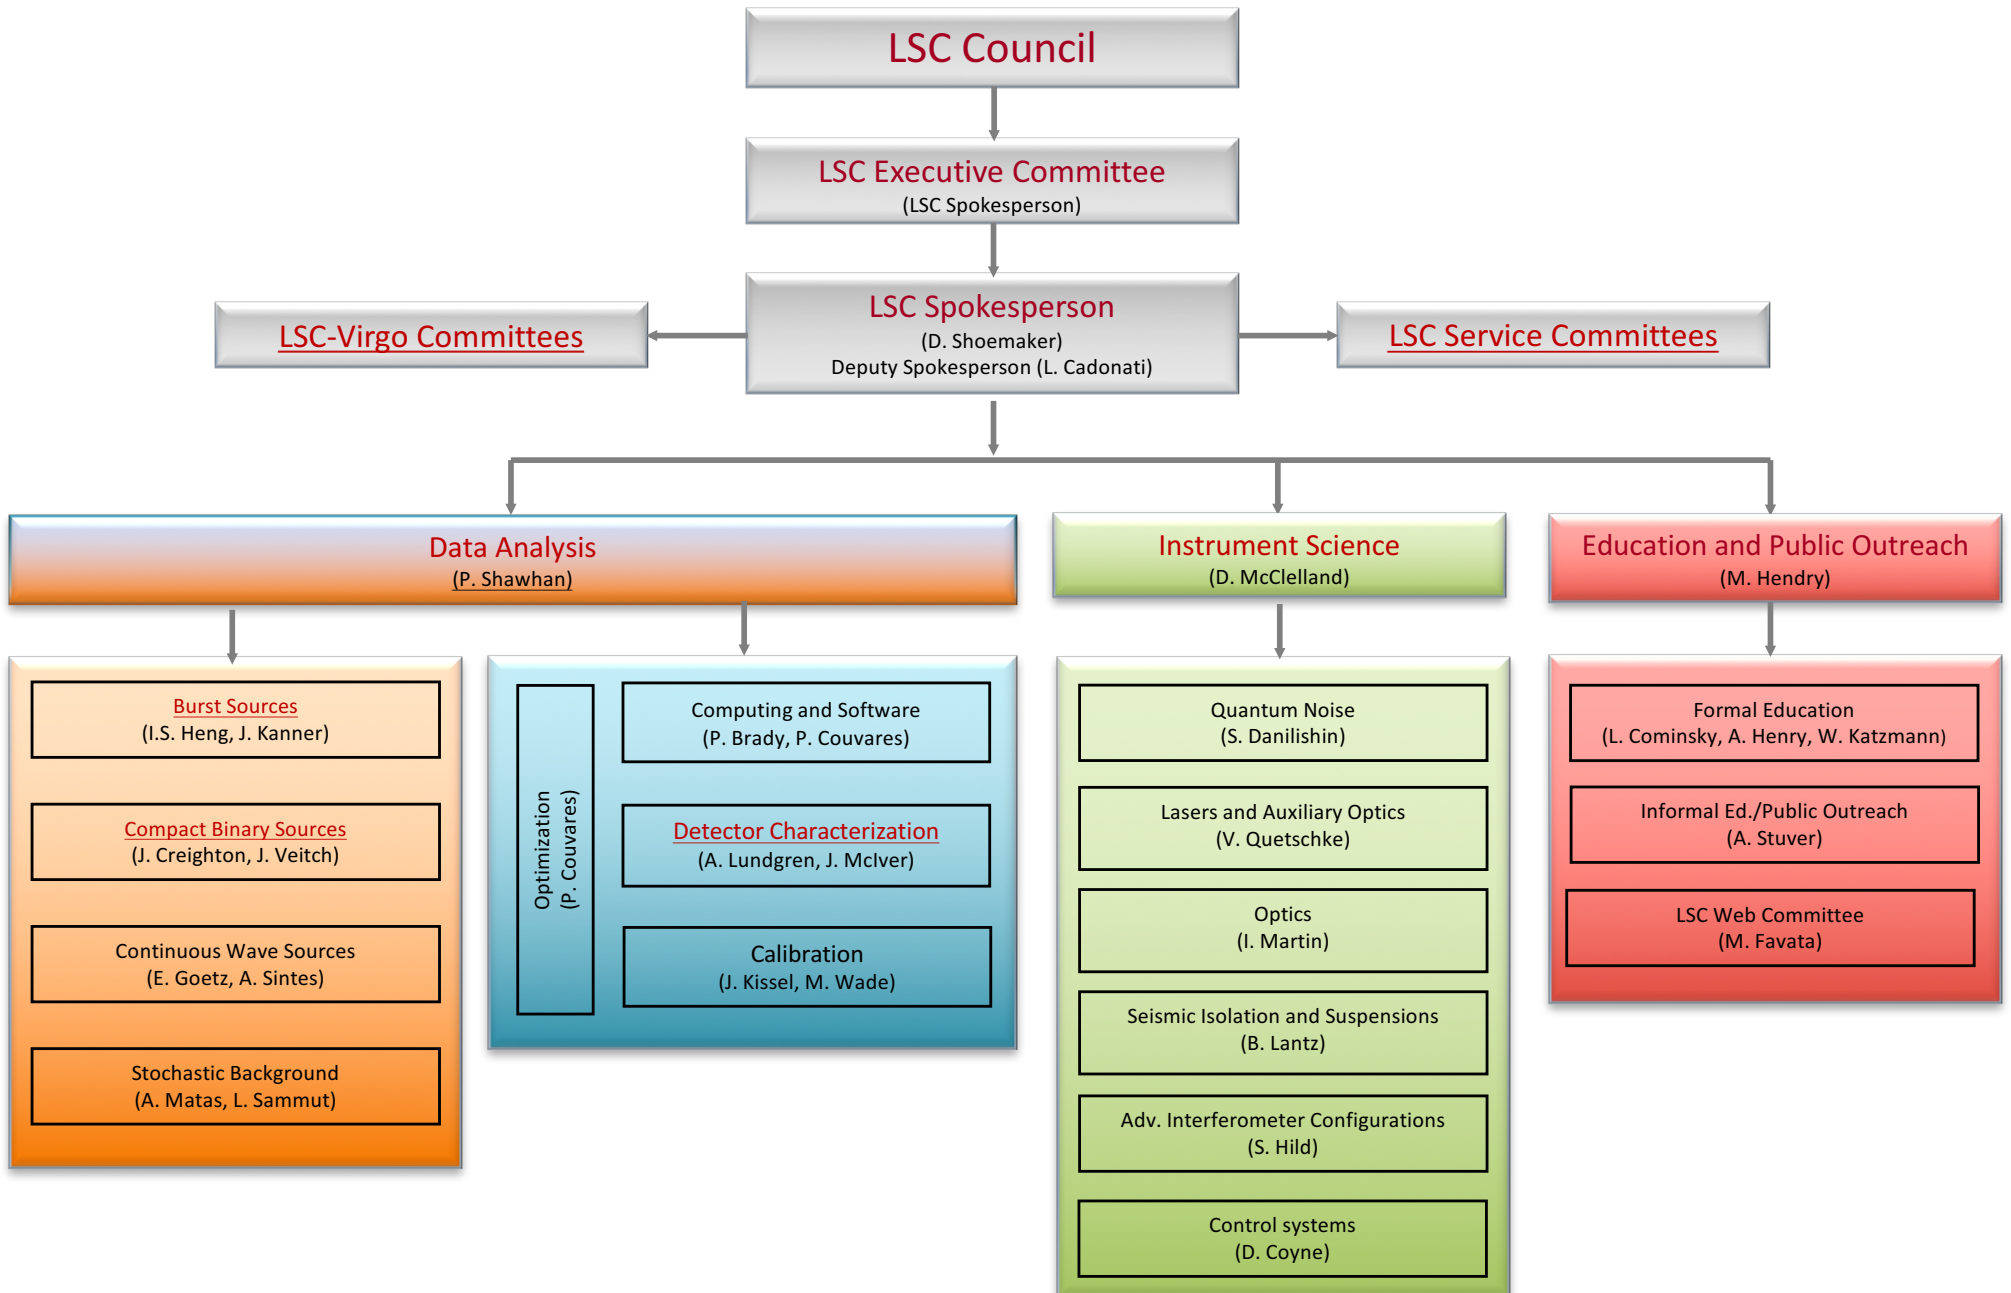 LSC Council
LSC Executive Committee
(LSC Spokesperson)
LSC Spokesperson
(D. Shoemaker)
Deputy Spokesperson (L. Cadonati)
LSC-Virgo Committees
LSC Service Committees
Data Analysis
(P. Shawhan)
Instrument Science
(D. McClelland)
Education and Public Outreach
(M. Hendry)
Burst Sources
(I.S. Heng, J. Kanner)
Compact Binary Sources
(J. Creighton, J. Veitch)
Continuous Wave Sources
(E. Goetz, A. Sintes)
Stochastic Background
(A. Matas, L. Sammut)
Optimization
(P. Couvares)
Computing and Software
(P. Brady, P. Couvares)
Detector Characterization
(A. Lundgren, J. McIver)
Calibration
(J. Kissel, M. Wade)
Quantum Noise
(S. Danilishin)
Lasers and Auxiliary Optics
(V. Quetschke)
Optics
(I. Martin)
Seismic Isolation and Suspensions
(B. Lantz)
Adv. Interferometer Configurations
(S. Hild)
Control systems
(D. Coyne)
Formal Education
(L. Cominsky, A. Henry, W. Katzmann)
Informal Ed./Public Outreach
(A. Stuver)
LSC Web Committee
(M. Favata)